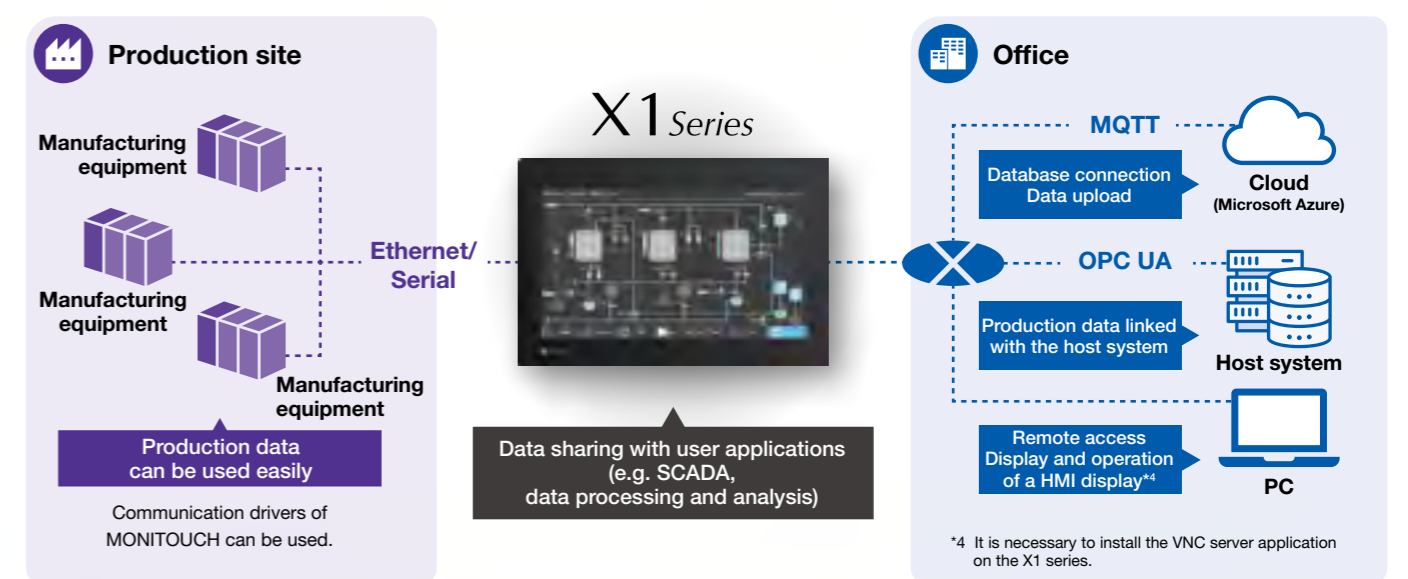 Production site
Manufacturing
equipment
Manufacturing
equipment
Manufacturing
equipment
Ethernet/
Serial
Production data
can be used easily
Communication drivers of
MONITOUCH can be used.
X1 Series
Data sharing with user applications
(e.g. SCADA,
data processing and analysis)
Office
MQTT
Database connection
Data upload
Cloud
(Microsoft Azure)
OPC UA
Production data linked
with the host system
Host system
Remote access
Display and operation
of a HMI display*4
PC
*4 It is necessary to install the VNC server application
on the X1 series.